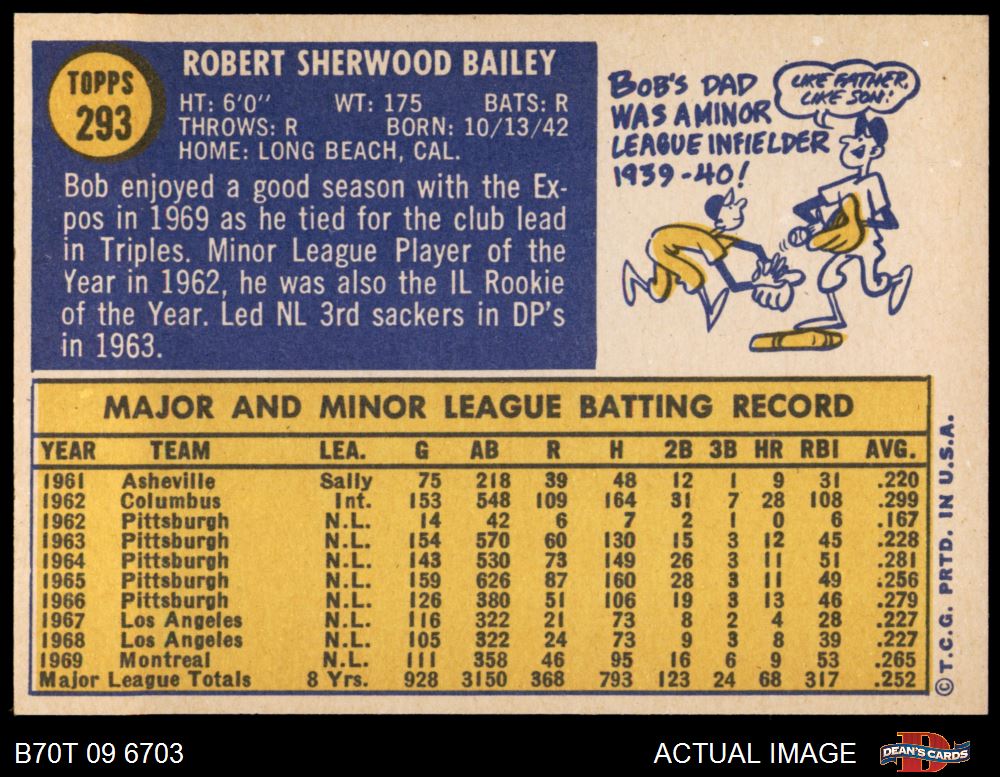 TOPPS
293
ROBERT SHERWOOD BAILEY
HT: 6'0" WT: 175 BATS: R
THROWS: R BORN: 10/13/42
HOME: LONG BEACH, CAL.
Bob enjoyed a good season with the Ex-
pos in 1969 as he tied for the club lead
in Triples. Minor League Player of the
Year in 1962, he was also the IL Rookie
of the Year. Led NL 3rd sackers in DP's
in 1963.
BOB'S DAD
WAS A MINOR
LEAGUE INFIELDER
1939-40!
LIKE FATHER,
LIKE SON!
MAJOR AND MINOR LEAGUE BATTING RECORD
YEAR TEAM LEA. G AB R H 2B 3B HR RBI AVG.
1961 Asheville Sally 75 218 39 48 12 1 9 31 .220
1962 Columbus Int. 153 548 109 164 31 7 28 108 .299
1962 Pittsburgh N.L. 14 42 6 7 2 1 0 6 .167
1963 Pittsburgh N.L. 154 570 60 130 15 3 12 45 .228
1964 Pittsburgh N.L. 143 530 73 149 26 3 11 51 .281
1965 Pittsburgh N.L. 159 626 87 160 28 3 11 49 .256
1966 Pittsburgh N.L. 126 380 51 106 19 3 13 46 .279
1967 Los Angeles N.L. 116 322 21 73 8 2 4 28 .227
1968 Los Angeles N.L. 105 322 24 73 9 3 8 39 .227
1969 Montreal N.L. 111 358 46 95 16 6 9 53 .265
Major League Totals 8 Yrs. 928 3150 368 793 123 24 68 317 .252
© T.C.G. PRTD. IN U.S.A.
B70T 09 6703
ACTUAL IMAGE
DEAN'S CARDS